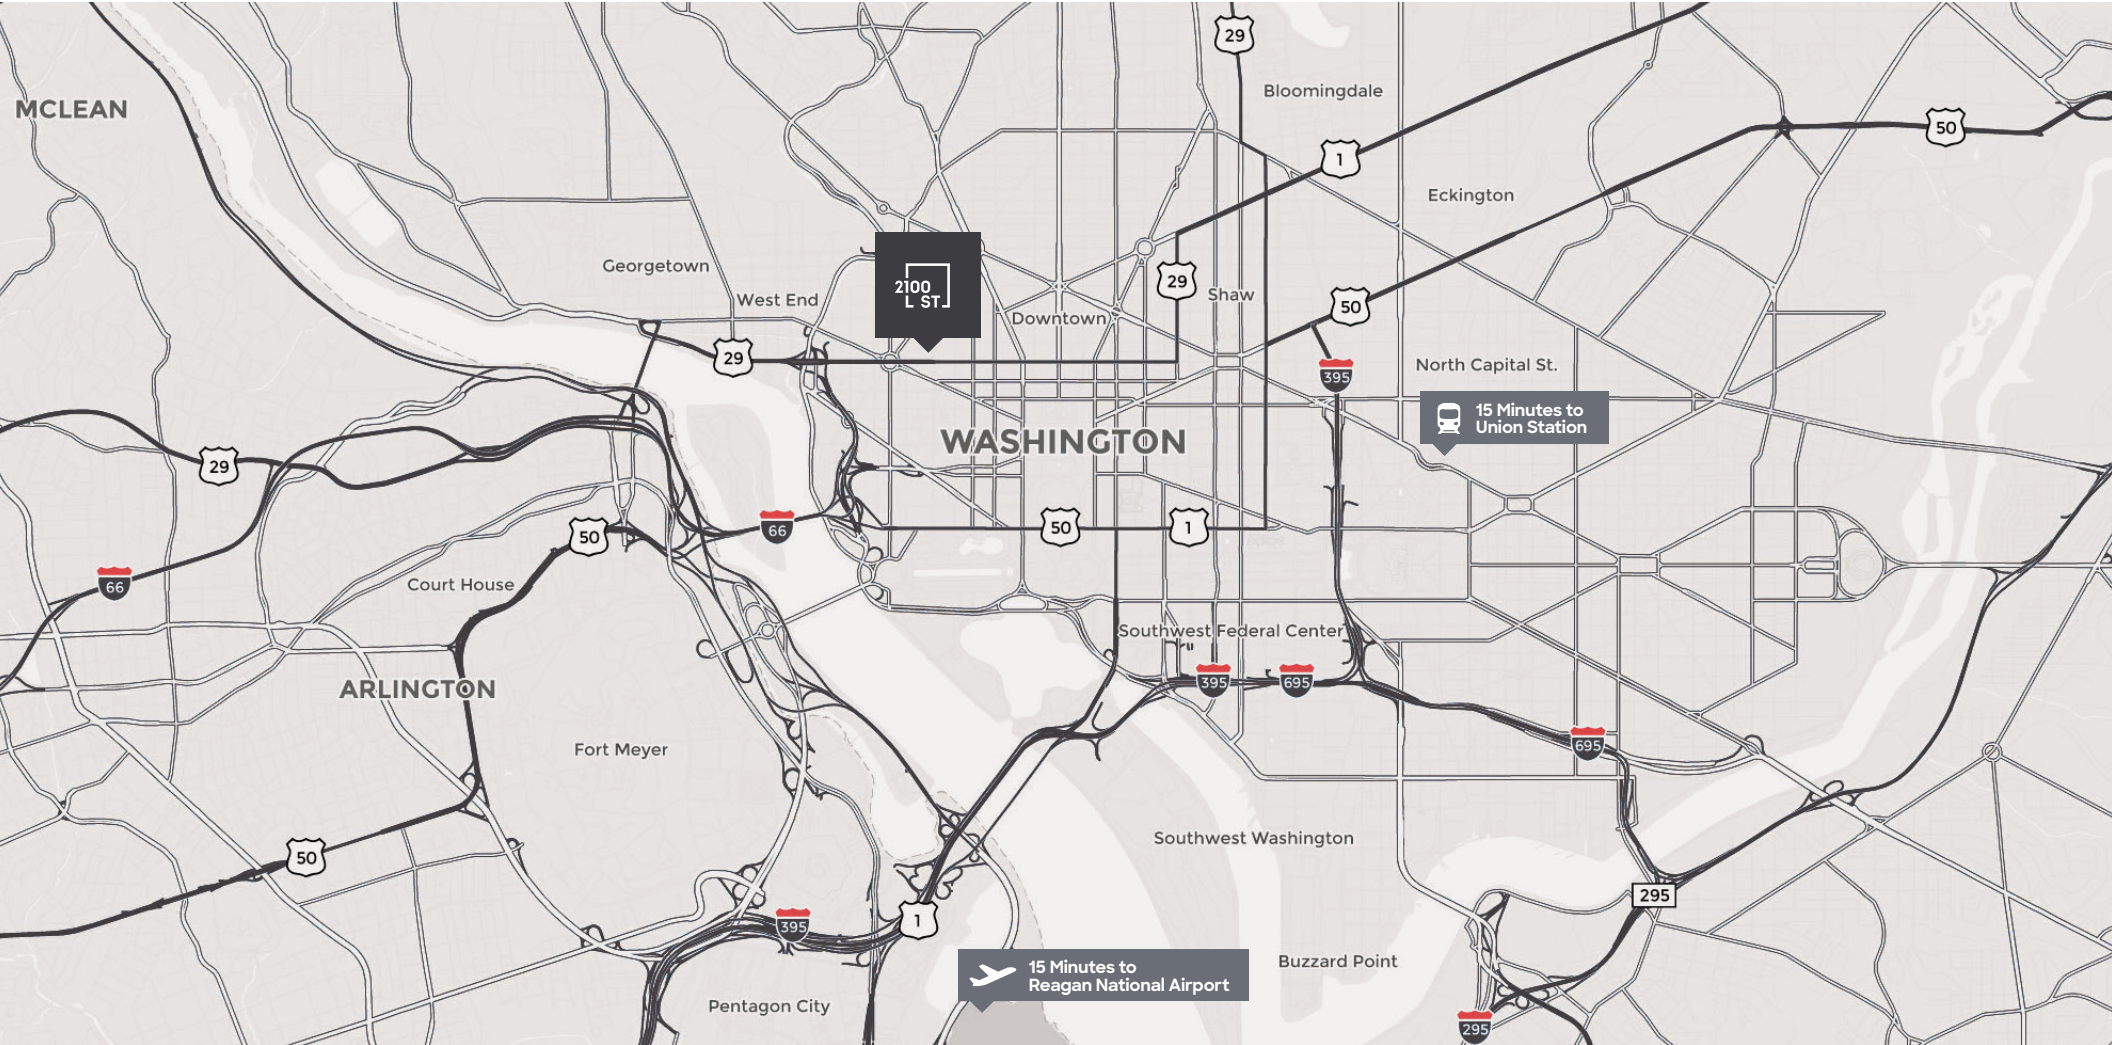 29
Bloomingdale
MCLEAN
50
1
Eckington
Georgetown
2100
L ST
29
West End
Shaw
50
Downtown
29
North Capital St.
395
15 Minutes to
Union Station
WASHINGTON
29
50
66
50
1
66
Court House
Southwest Federal Center
ARLINGTON
395
695
Fort Meyer
695
Southwest Washington
50
295
1
395
Buzzard Point
15 Minutes to
Reagan National Airport
Pentagon City
295